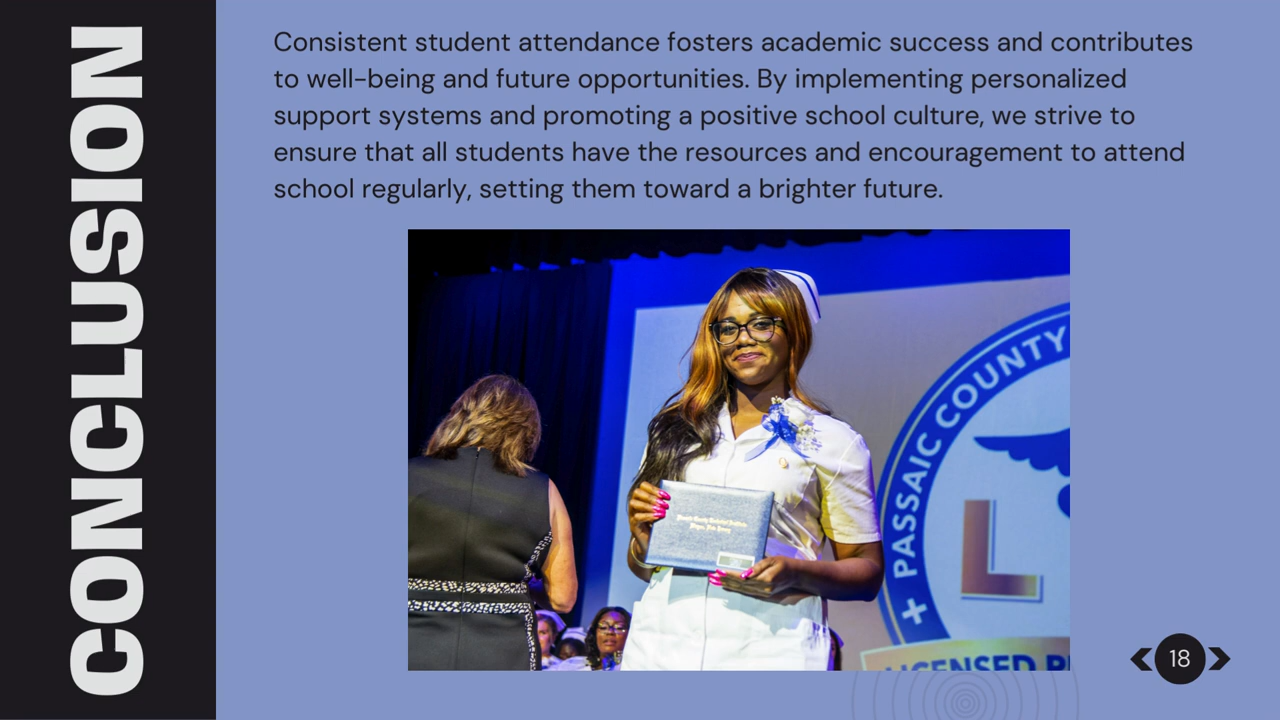 CONCLUSION
Consistent student attendance fosters academic success and contributes
to well-being and future opportunities. By implementing personalized
support systems and promoting a positive school culture, we strive to
ensure that all students have the resources and encouragement to attend
school regularly, setting them toward a brighter future.
PASSAIC COUNTY
L
LICENSED
18